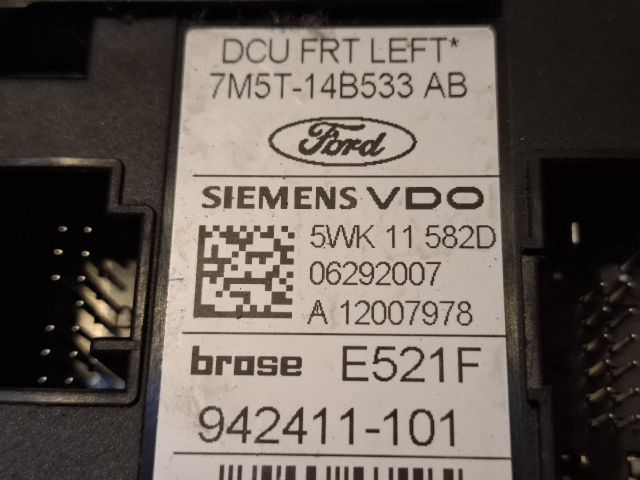 DCU FRT LEFT*
7M5T-14B533 AB
Ford
SIEMENS VDO
5WK 11 582D
06292007
A 12007978
brose E521F
942411-101